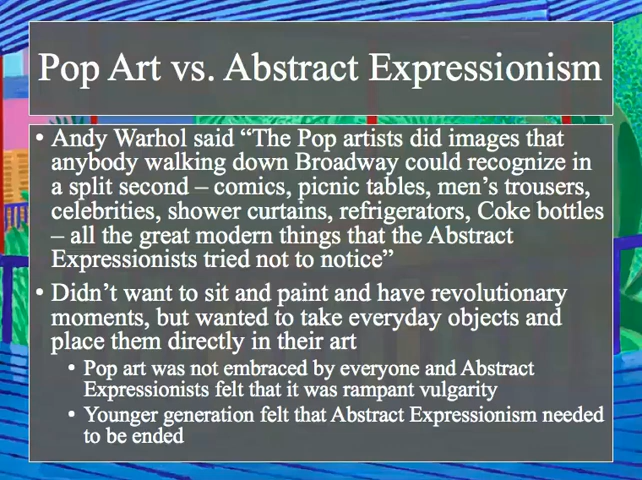 Pop Art vs. Abstract Expressionism
• Andy Warhol said “The Pop artists did images that
anybody walking down Broadway could recognize in
a split second – comics, picnic tables, men’s trousers,
celebrities, shower curtains, refrigerators, Coke bottles
– all the great modern things that the Abstract
Expressionists tried not to notice”
• Didn’t want to sit and paint and have revolutionary
moments, but wanted to take everyday objects and
place them directly in their art
• Pop art was not embraced by everyone and Abstract
Expressionists felt that it was rampant vulgarity
• Younger generation felt that Abstract Expressionism needed
to be ended